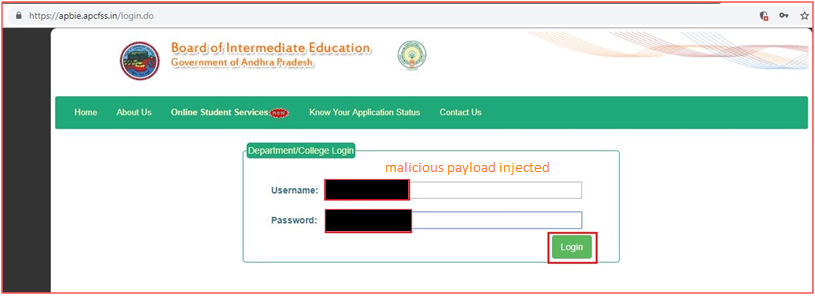 https://apbie.apcfss.in/login.do
Board of Intermediate Education
Government of Andhra Pradesh
Home About Us Online Student Services New Know Your Application Status Contact Us
Department/College Login
malicious payload injected
Username:
Password:
Login